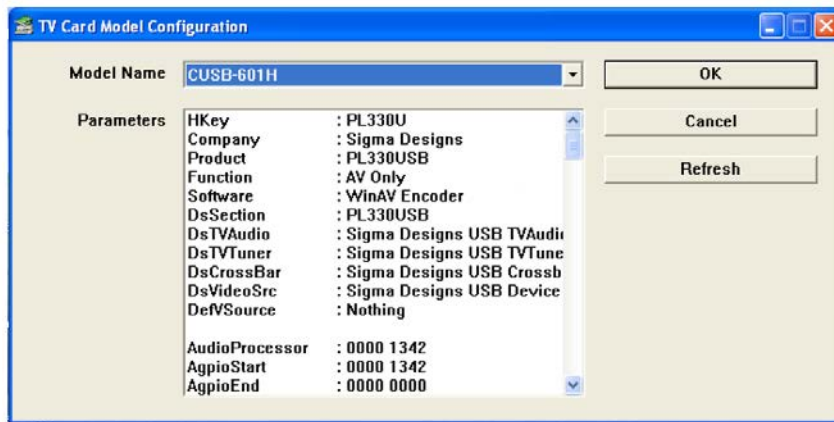 TV Card Model Configuration
Model Name CUSB-601H OK
Parameters HKey : PL330U Cancel
Company : Sigma Designs
Product : PL330USB Refresh
Function : AV Only
Software : WinAV Encoder
DsSection : PL330USB
DsTVAudio : Sigma Designs USB TVAudi
DsTVTuner : Sigma Designs USB TVTune
DsCrossBar : Sigma Designs USB Crossb
DsVideoSrc : Sigma Designs USB Device
DefVSource : Nothing
AudioProcessor : 0000 1342
AgpioStart : 0000 1342
AgpioEnd : 0000 0000